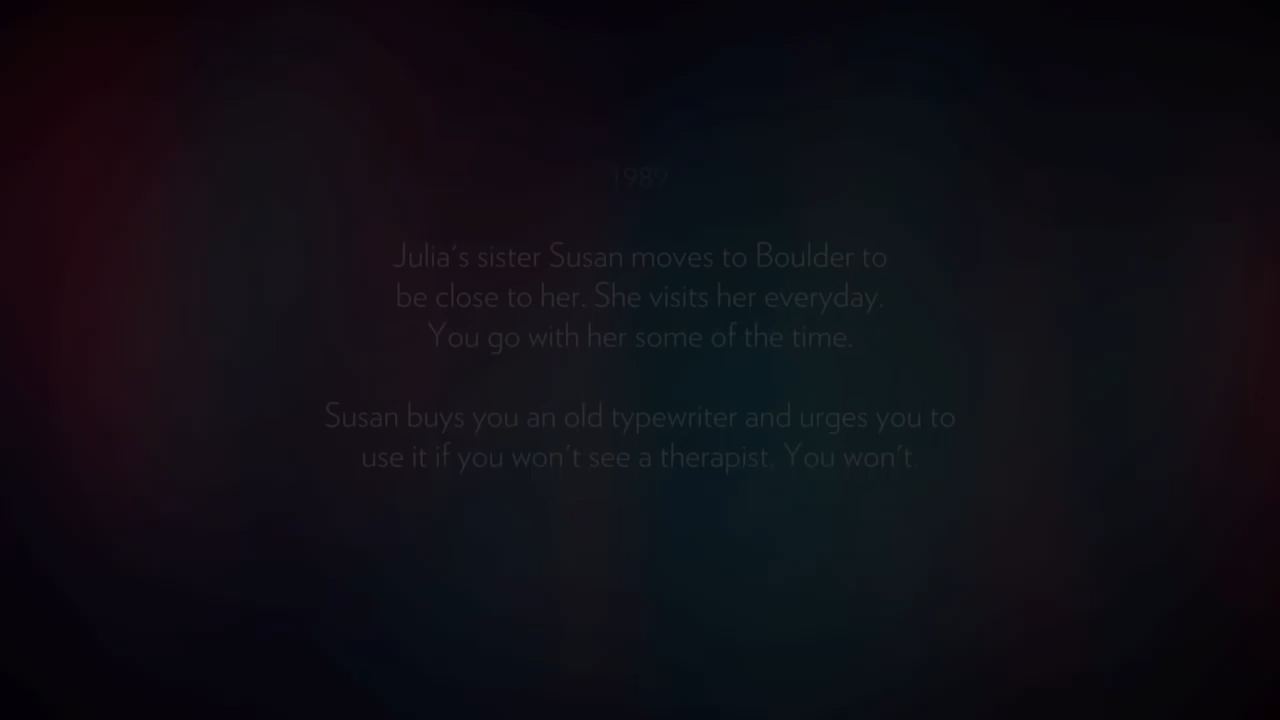 1989
Julia's sister Susan moves to Boulder to
be close to her. She visits her everyday.
You go with her some of the time.
Susan buys you an old typewriter and urges you to
use it if you won't see a therapist. You won't.